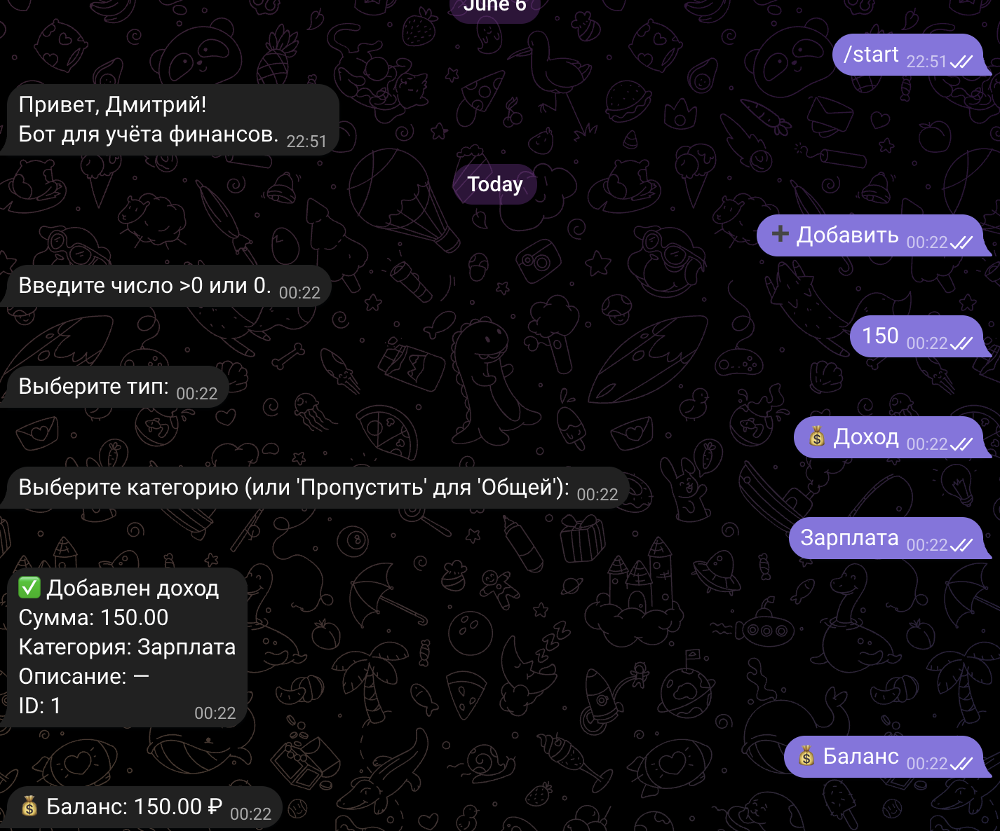 June 6
/start 22:51
Привет, Дмитрий!
Бот для учёта финансов. 22:51
Today
➕ Добавить 00:22
Введите число >0 или 0. 00:22
150 00:22
Выберите тип: 00:22
💰 Доход 00:22
Выберите категорию (или 'Пропустить' для 'Общей'): 00:22
Зарплата 00:22
✅ Добавлен доход
Сумма: 150.00
Категория: Зарплата
Описание: —
ID: 1 00:22
💰 Баланс 00:22
💰 Баланс: 150.00 ₽ 00:22